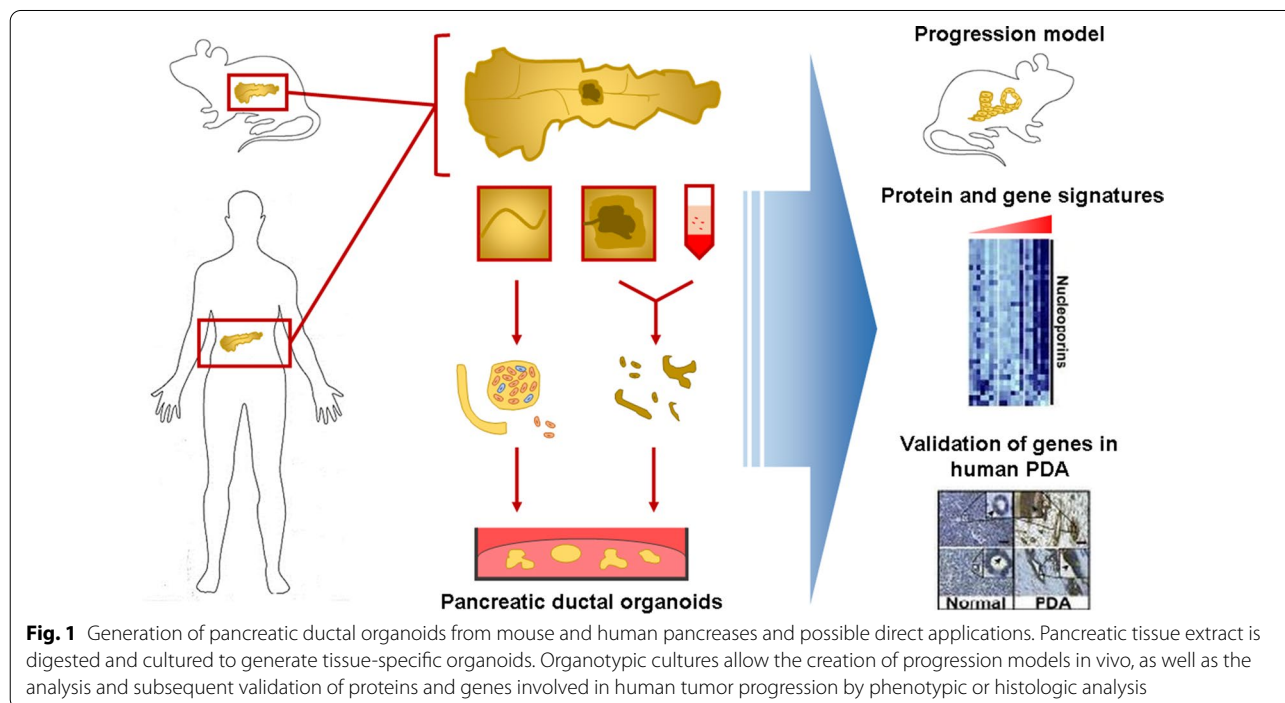 Progression model
Protein and gene signatures
Nucleoporins
Validation of genes in
human PDA
Normal PDA
Pancreatic ductal organoids
Fig. 1 Generation of pancreatic ductal organoids from mouse and human pancreases and possible direct applications. Pancreatic tissue extract is
digested and cultured to generate tissue-specific organoids. Organotypic cultures allow the creation of progression models in vivo, as well as the
analysis and subsequent validation of proteins and genes involved in human tumor progression by phenotypic or histologic analysis